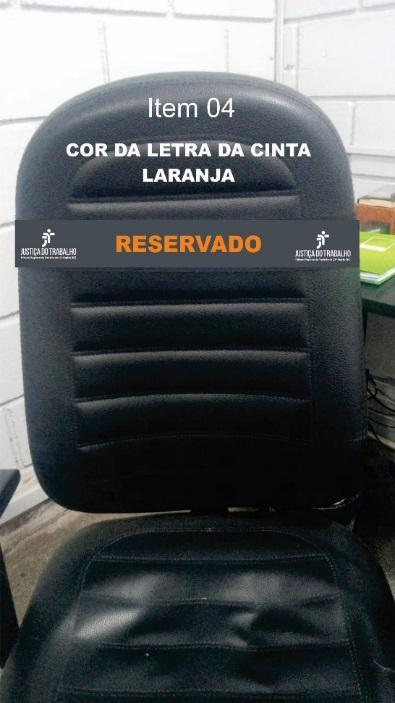 Item 04
COR DA LETRA DA CINTA
LARANJA
JUSTIÇA DO TRABALHO
RESERVADO
JUSTIÇA DO TRABALHO